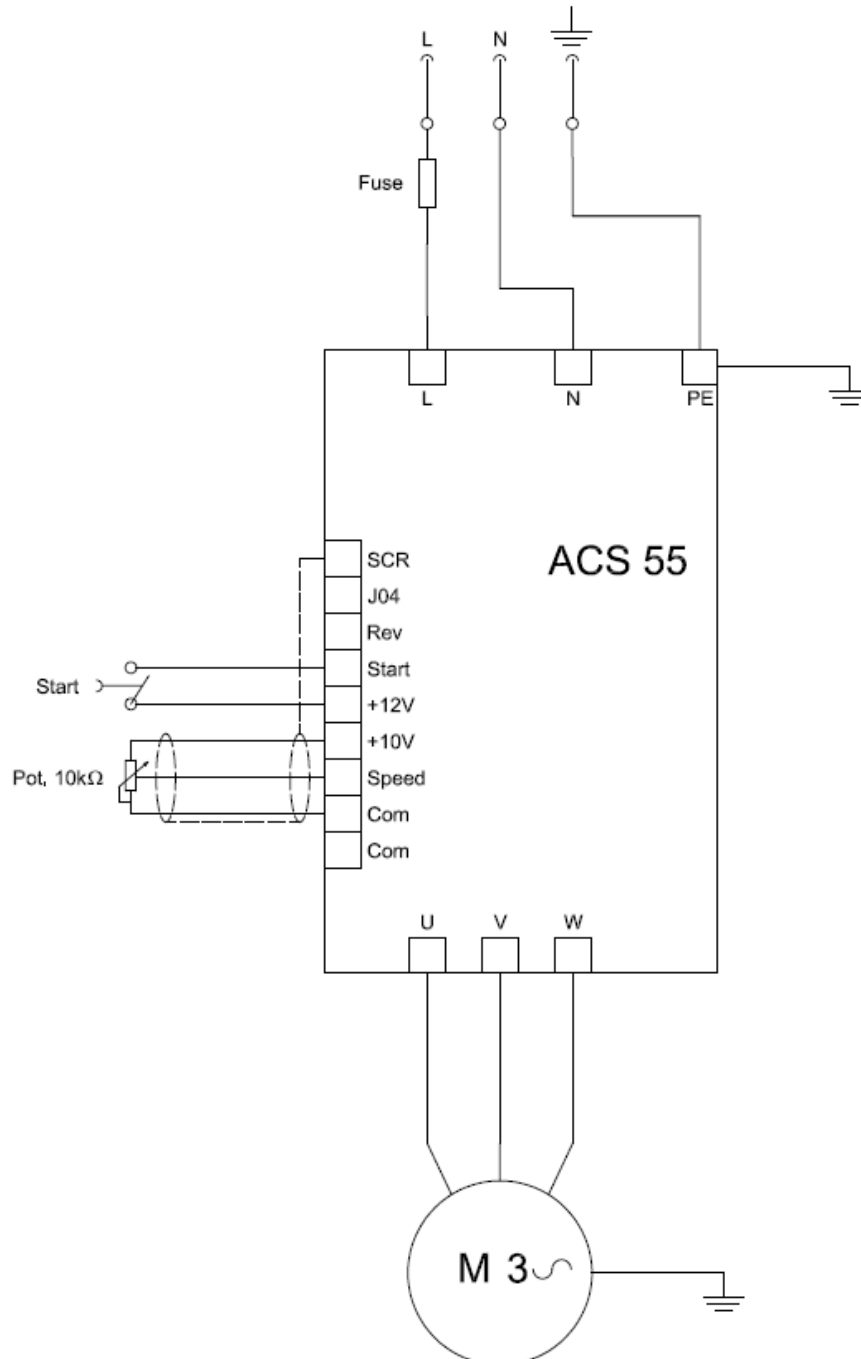 L N
Fuse
L N PE
ACS 55
SCR
J04
Rev
Start Start
+12V
+10V
Pot, 10kΩ Speed
Com
Com
U V W
M 3~